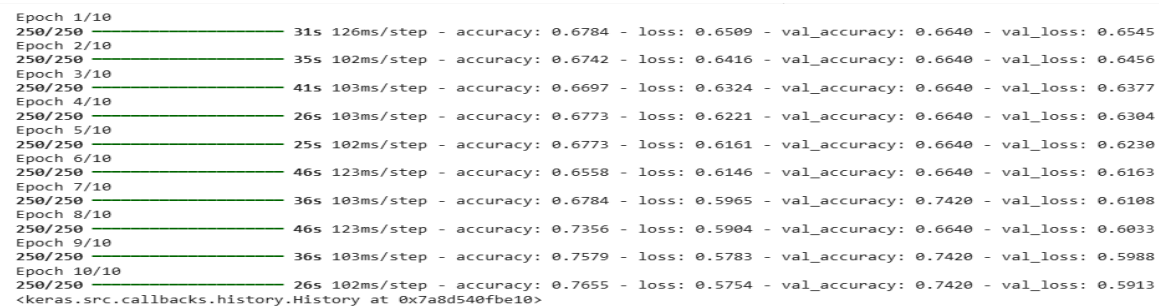 Epoch 1/10
250/250 ━━━━━━━━━━━━━━━━━━━━ 31s 126ms/step - accuracy: 0.6784 - loss: 0.6509 - val_accuracy: 0.6640 - val_loss: 0.6545
Epoch 2/10
250/250 ━━━━━━━━━━━━━━━━━━━━ 35s 102ms/step - accuracy: 0.6742 - loss: 0.6416 - val_accuracy: 0.6640 - val_loss: 0.6456
Epoch 3/10
250/250 ━━━━━━━━━━━━━━━━━━━━ 41s 103ms/step - accuracy: 0.6697 - loss: 0.6324 - val_accuracy: 0.6640 - val_loss: 0.6377
Epoch 4/10
250/250 ━━━━━━━━━━━━━━━━━━━━ 26s 103ms/step - accuracy: 0.6773 - loss: 0.6221 - val_accuracy: 0.6640 - val_loss: 0.6304
Epoch 5/10
250/250 ━━━━━━━━━━━━━━━━━━━━ 25s 102ms/step - accuracy: 0.6773 - loss: 0.6161 - val_accuracy: 0.6640 - val_loss: 0.6230
Epoch 6/10
250/250 ━━━━━━━━━━━━━━━━━━━━ 46s 123ms/step - accuracy: 0.6558 - loss: 0.6146 - val_accuracy: 0.6640 - val_loss: 0.6163
Epoch 7/10
250/250 ━━━━━━━━━━━━━━━━━━━━ 36s 103ms/step - accuracy: 0.6784 - loss: 0.5965 - val_accuracy: 0.7420 - val_loss: 0.6108
Epoch 8/10
250/250 ━━━━━━━━━━━━━━━━━━━━ 46s 123ms/step - accuracy: 0.7356 - loss: 0.5904 - val_accuracy: 0.6640 - val_loss: 0.6033
Epoch 9/10
250/250 ━━━━━━━━━━━━━━━━━━━━ 36s 103ms/step - accuracy: 0.7579 - loss: 0.5783 - val_accuracy: 0.7420 - val_loss: 0.5988
Epoch 10/10
250/250 ━━━━━━━━━━━━━━━━━━━━ 26s 102ms/step - accuracy: 0.7655 - loss: 0.5754 - val_accuracy: 0.7420 - val_loss: 0.5913
<keras.src.callbacks.history.History at 0x7a8d540fbe10>